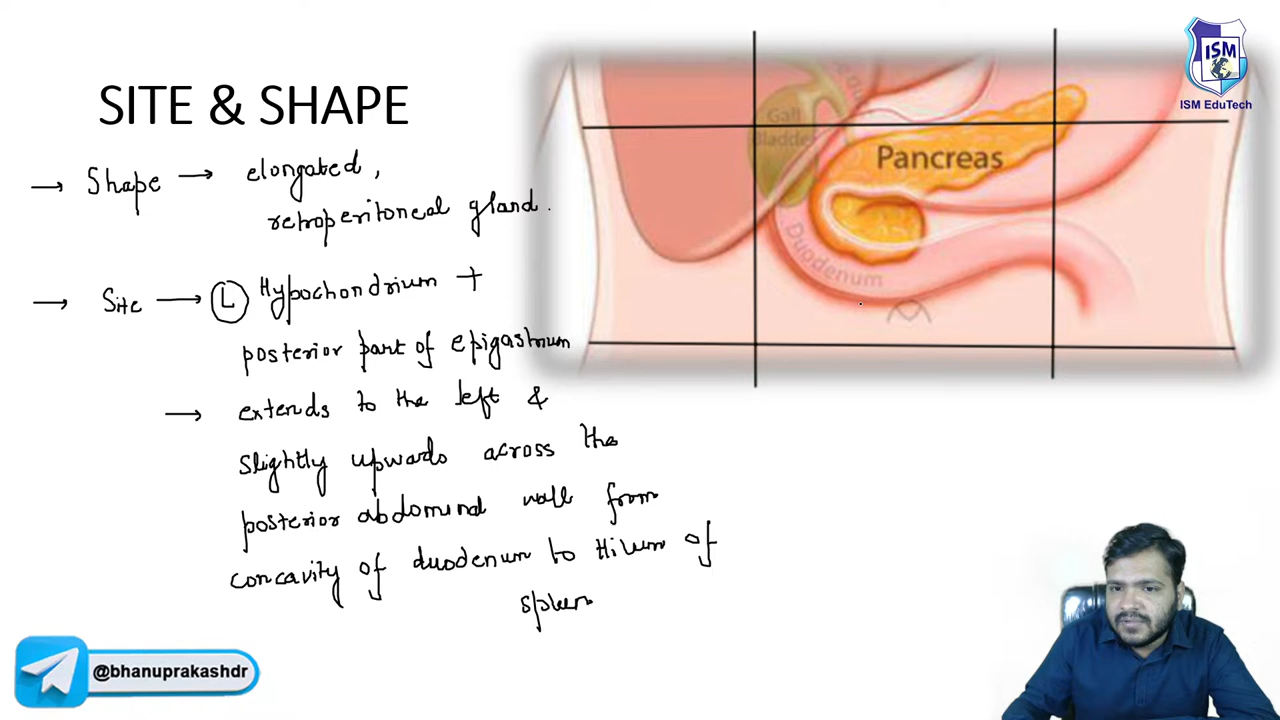 SITE & SHAPE
→ Shape → elongated,
retroperitoneal gland.
→ Site → L Hypochondrium +
posterior part of epigastrium
→ extends to the left &
slightly upwards across the
posterior abdominal wall from
concavity of duodenum to Hilum of
spleen
Gall
Bladder
Pancreas
Duodenum
ISM
ISM EduTech
@bhanuprakashdr